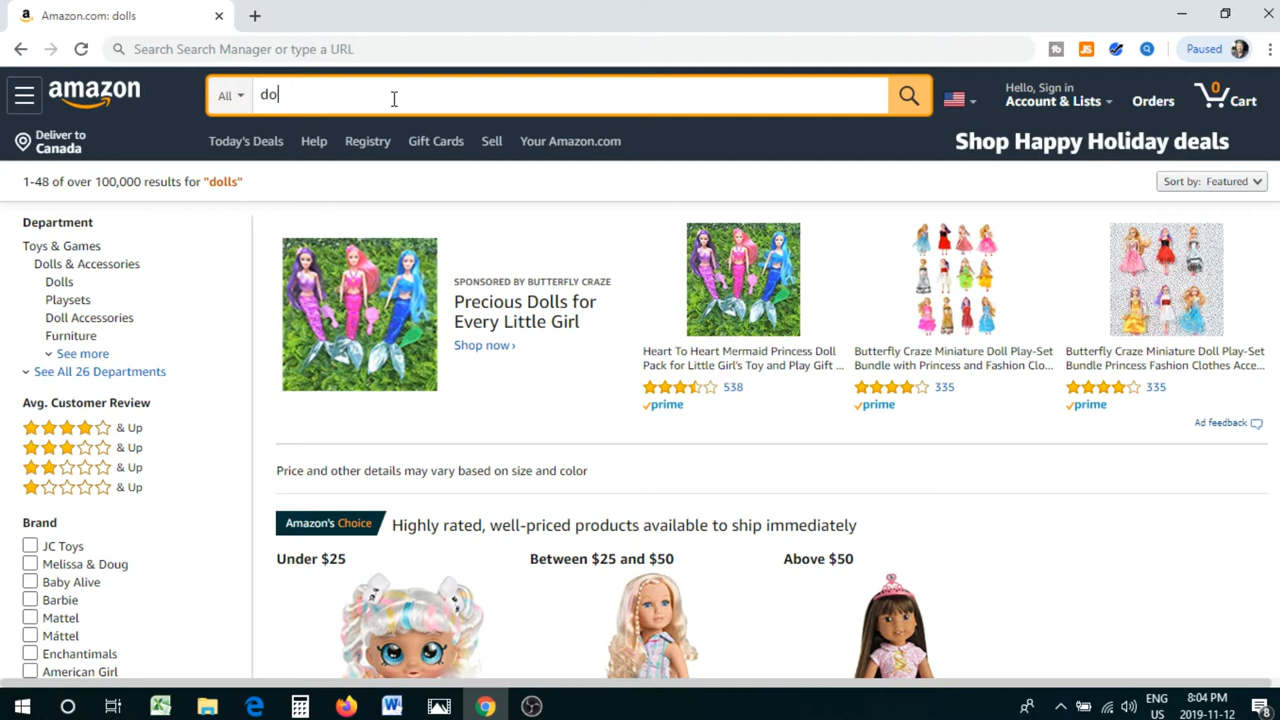 Amazon.com: dolls
Search Search Manager or type a URL
Paused
amazon
All
do
Hello, Sign in
Account & Lists
Orders
0
Cart
Deliver to
Canada
Today's Deals
Help
Registry
Gift Cards
Sell
Your Amazon.com
Shop Happy Holiday deals
1-48 of over 100,000 results for "dolls"
Sort by: Featured
Department
Toys & Games
Dolls & Accessories
Dolls
Playsets
Doll Accessories
Furniture
See more
See All 26 Departments
Avg. Customer Review
& Up
& Up
& Up
& Up
Brand
JC Toys
Melissa & Doug
Baby Alive
Barbie
Mattel
Máttel
Enchantimals
American Girl
SPONSORED BY BUTTERFLY CRAZE
Precious Dolls for
Every Little Girl
Shop now ›
Heart To Heart Mermaid Princess Doll
Pack for Little Girl's Toy and Play Gift ...
538
prime
Butterfly Craze Miniature Doll Play-Set
Bundle with Princess and Fashion Clo...
335
prime
Butterfly Craze Miniature Doll Play-Set
Bundle Princess Fashion Clothes Acce...
335
prime
Ad feedback
Price and other details may vary based on size and color
Amazon's Choice
Highly rated, well-priced products available to ship immediately
Under $25
Between $25 and $50
Above $50
ENG
US
8:04 PM
2019-11-12
8